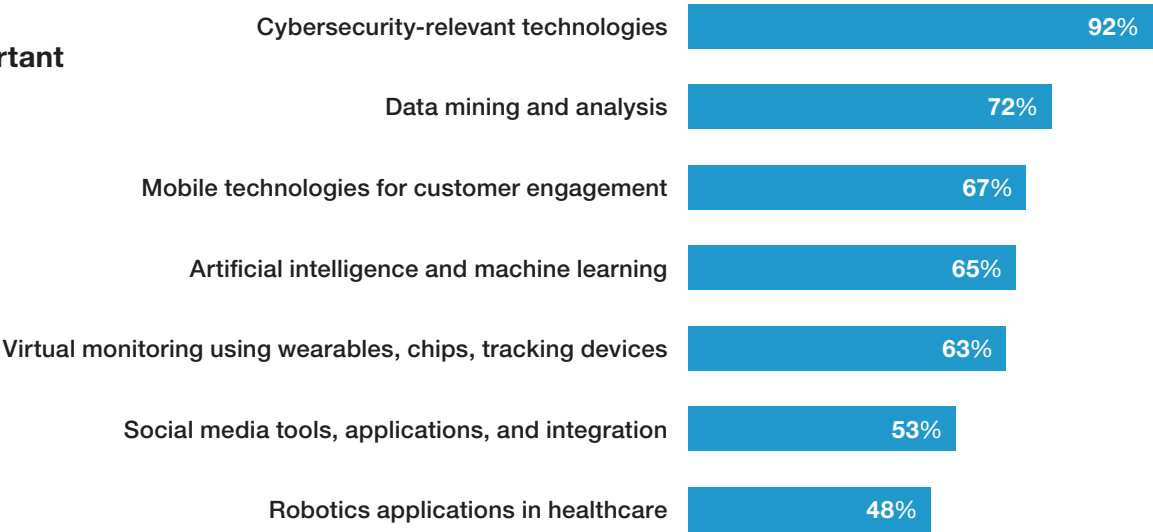 Cybersecurity-relevant technologies 92%
Data mining and analysis 72%
Mobile technologies for customer engagement 67%
Artificial intelligence and machine learning 65%
Virtual monitoring using wearables, chips, tracking devices 63%
Social media tools, applications, and integration 53%
Robotics applications in healthcare 48%